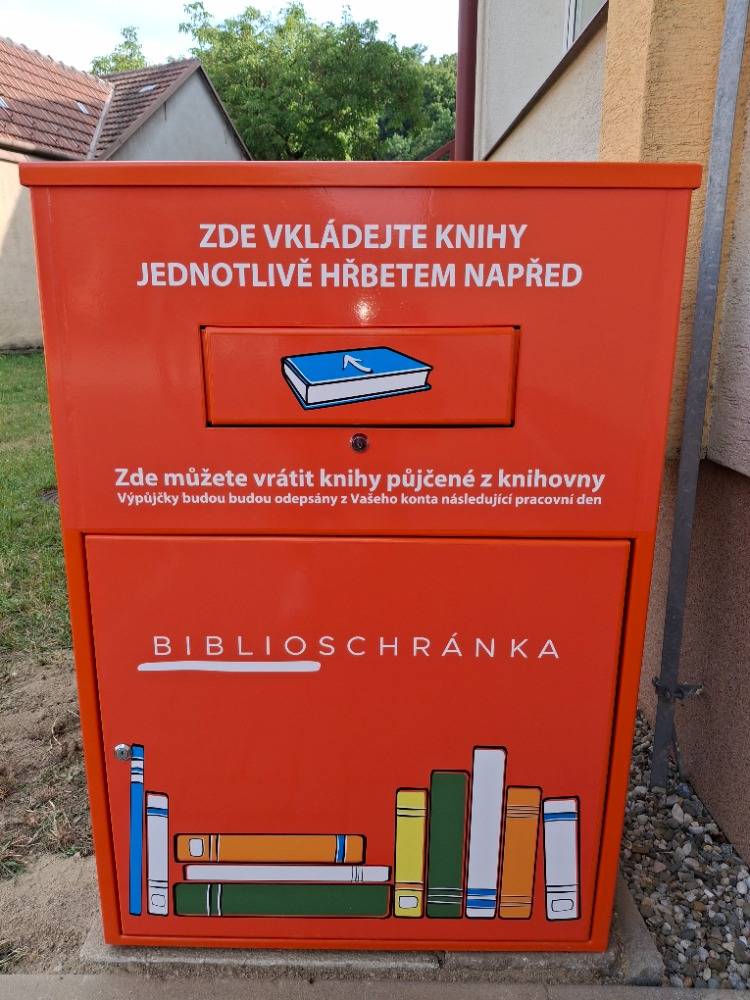 ZDE VKLÁDEJTE KNIHY
JEDNOTLIVĚ HŘBETEM NAPŘED
Zde můžete vrátit knihy půjčené z knihovny
Výpůjčky budou budou odepsány z Vašeho konta následující pracovní den
BIBLIOSCHRÁNKA